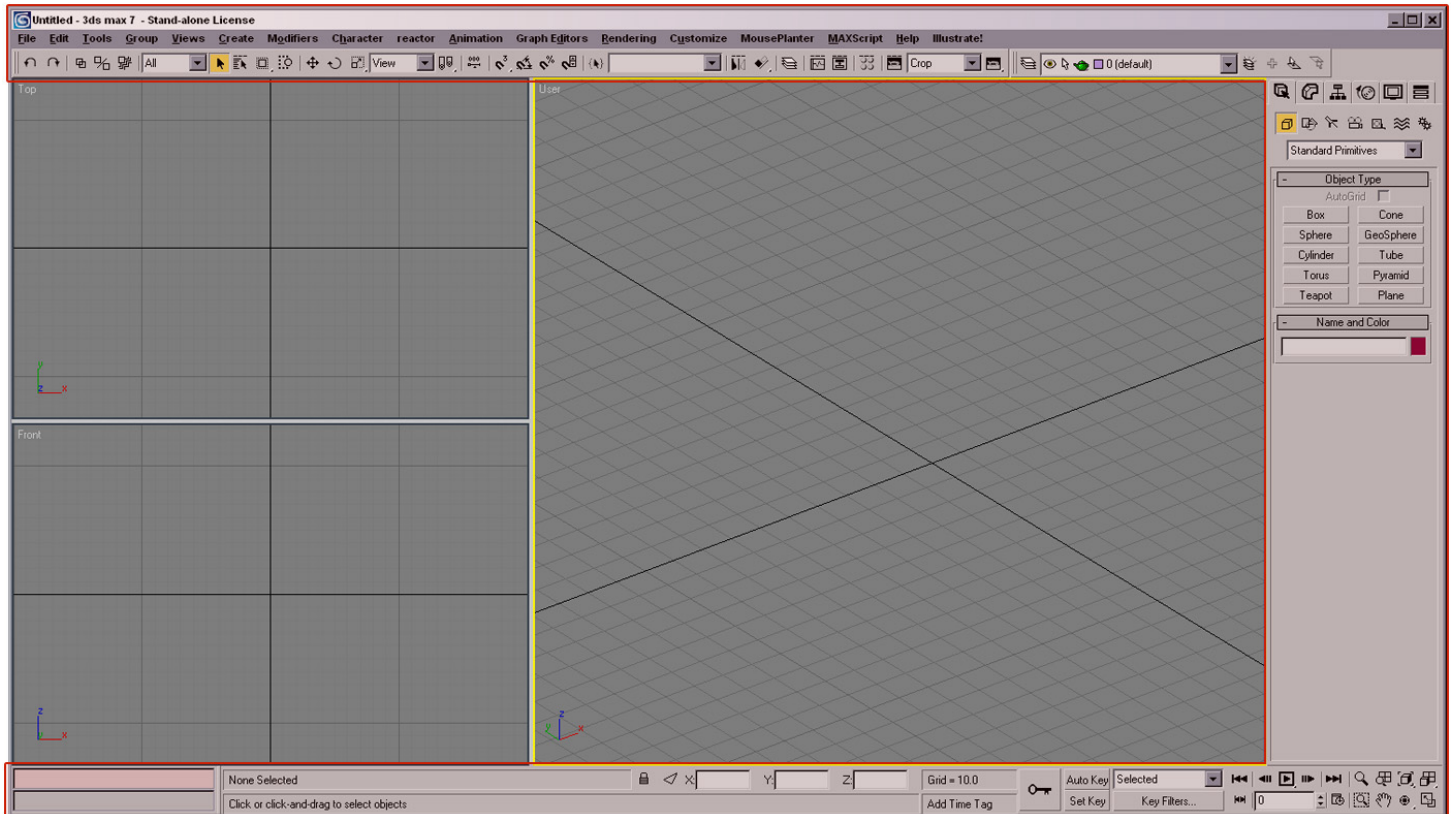 Untitled - 3ds max 7 - Stand-alone License
File Edit Tools Group Views Create Modifiers Character reactor Animation Graph Editors Rendering Customize MousePlanter MAXScript Help Illustrate!
All View Crop 0 (default)
Top
User
Standard Primitives
- Object Type
AutoGrid
Box Cone
Sphere GeoSphere
Cylinder Tube
Torus Pyramid
Teapot Plane
- Name and Color
y
z x
Front
z
y x
z
y x
None Selected X: Y: Z: Grid = 10.0 Auto Key Selected
Click or click-and-drag to select objects Add Time Tag Set Key Key Filters... 0